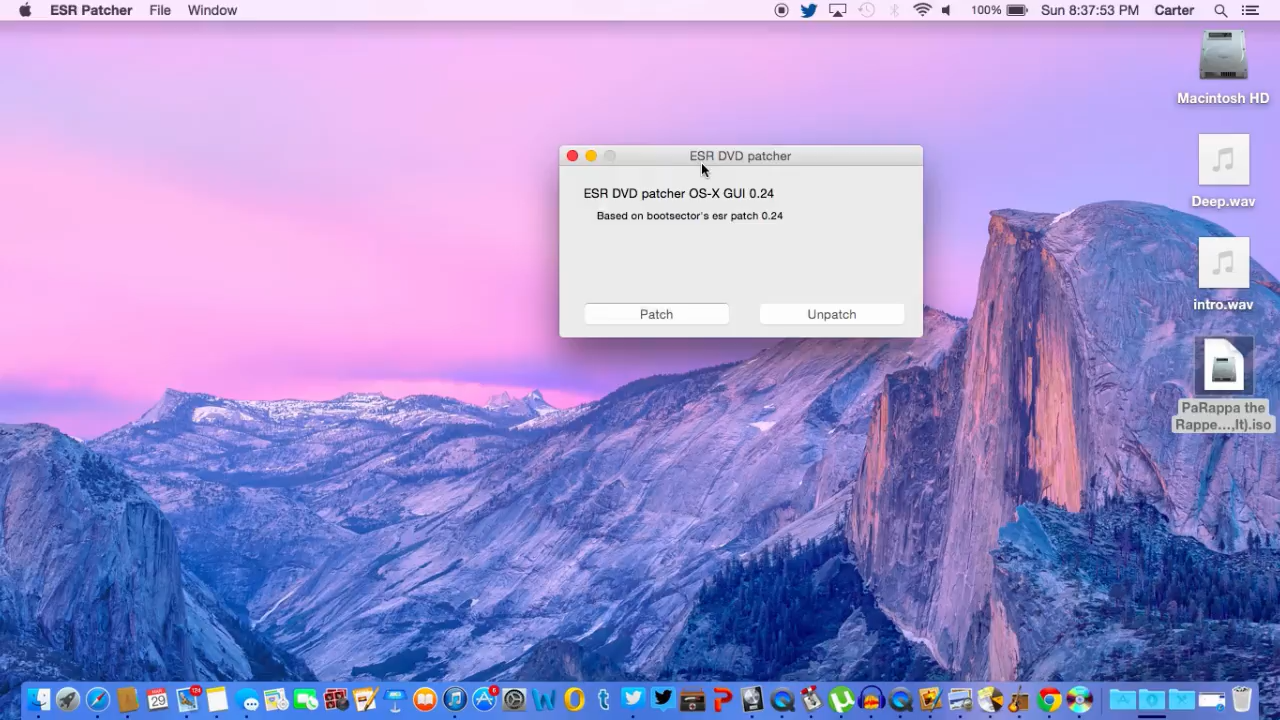 ESR Patcher File Window 100% Sun 8:37:53 PM Carter
Macintosh HD
ESR DVD patcher
ESR DVD patcher OS-X GUI 0.24
Based on bootsector's esr patch 0.24
Patch Unpatch
Deep.wav
intro.wav
PaRappa the
Rappe...,It).iso